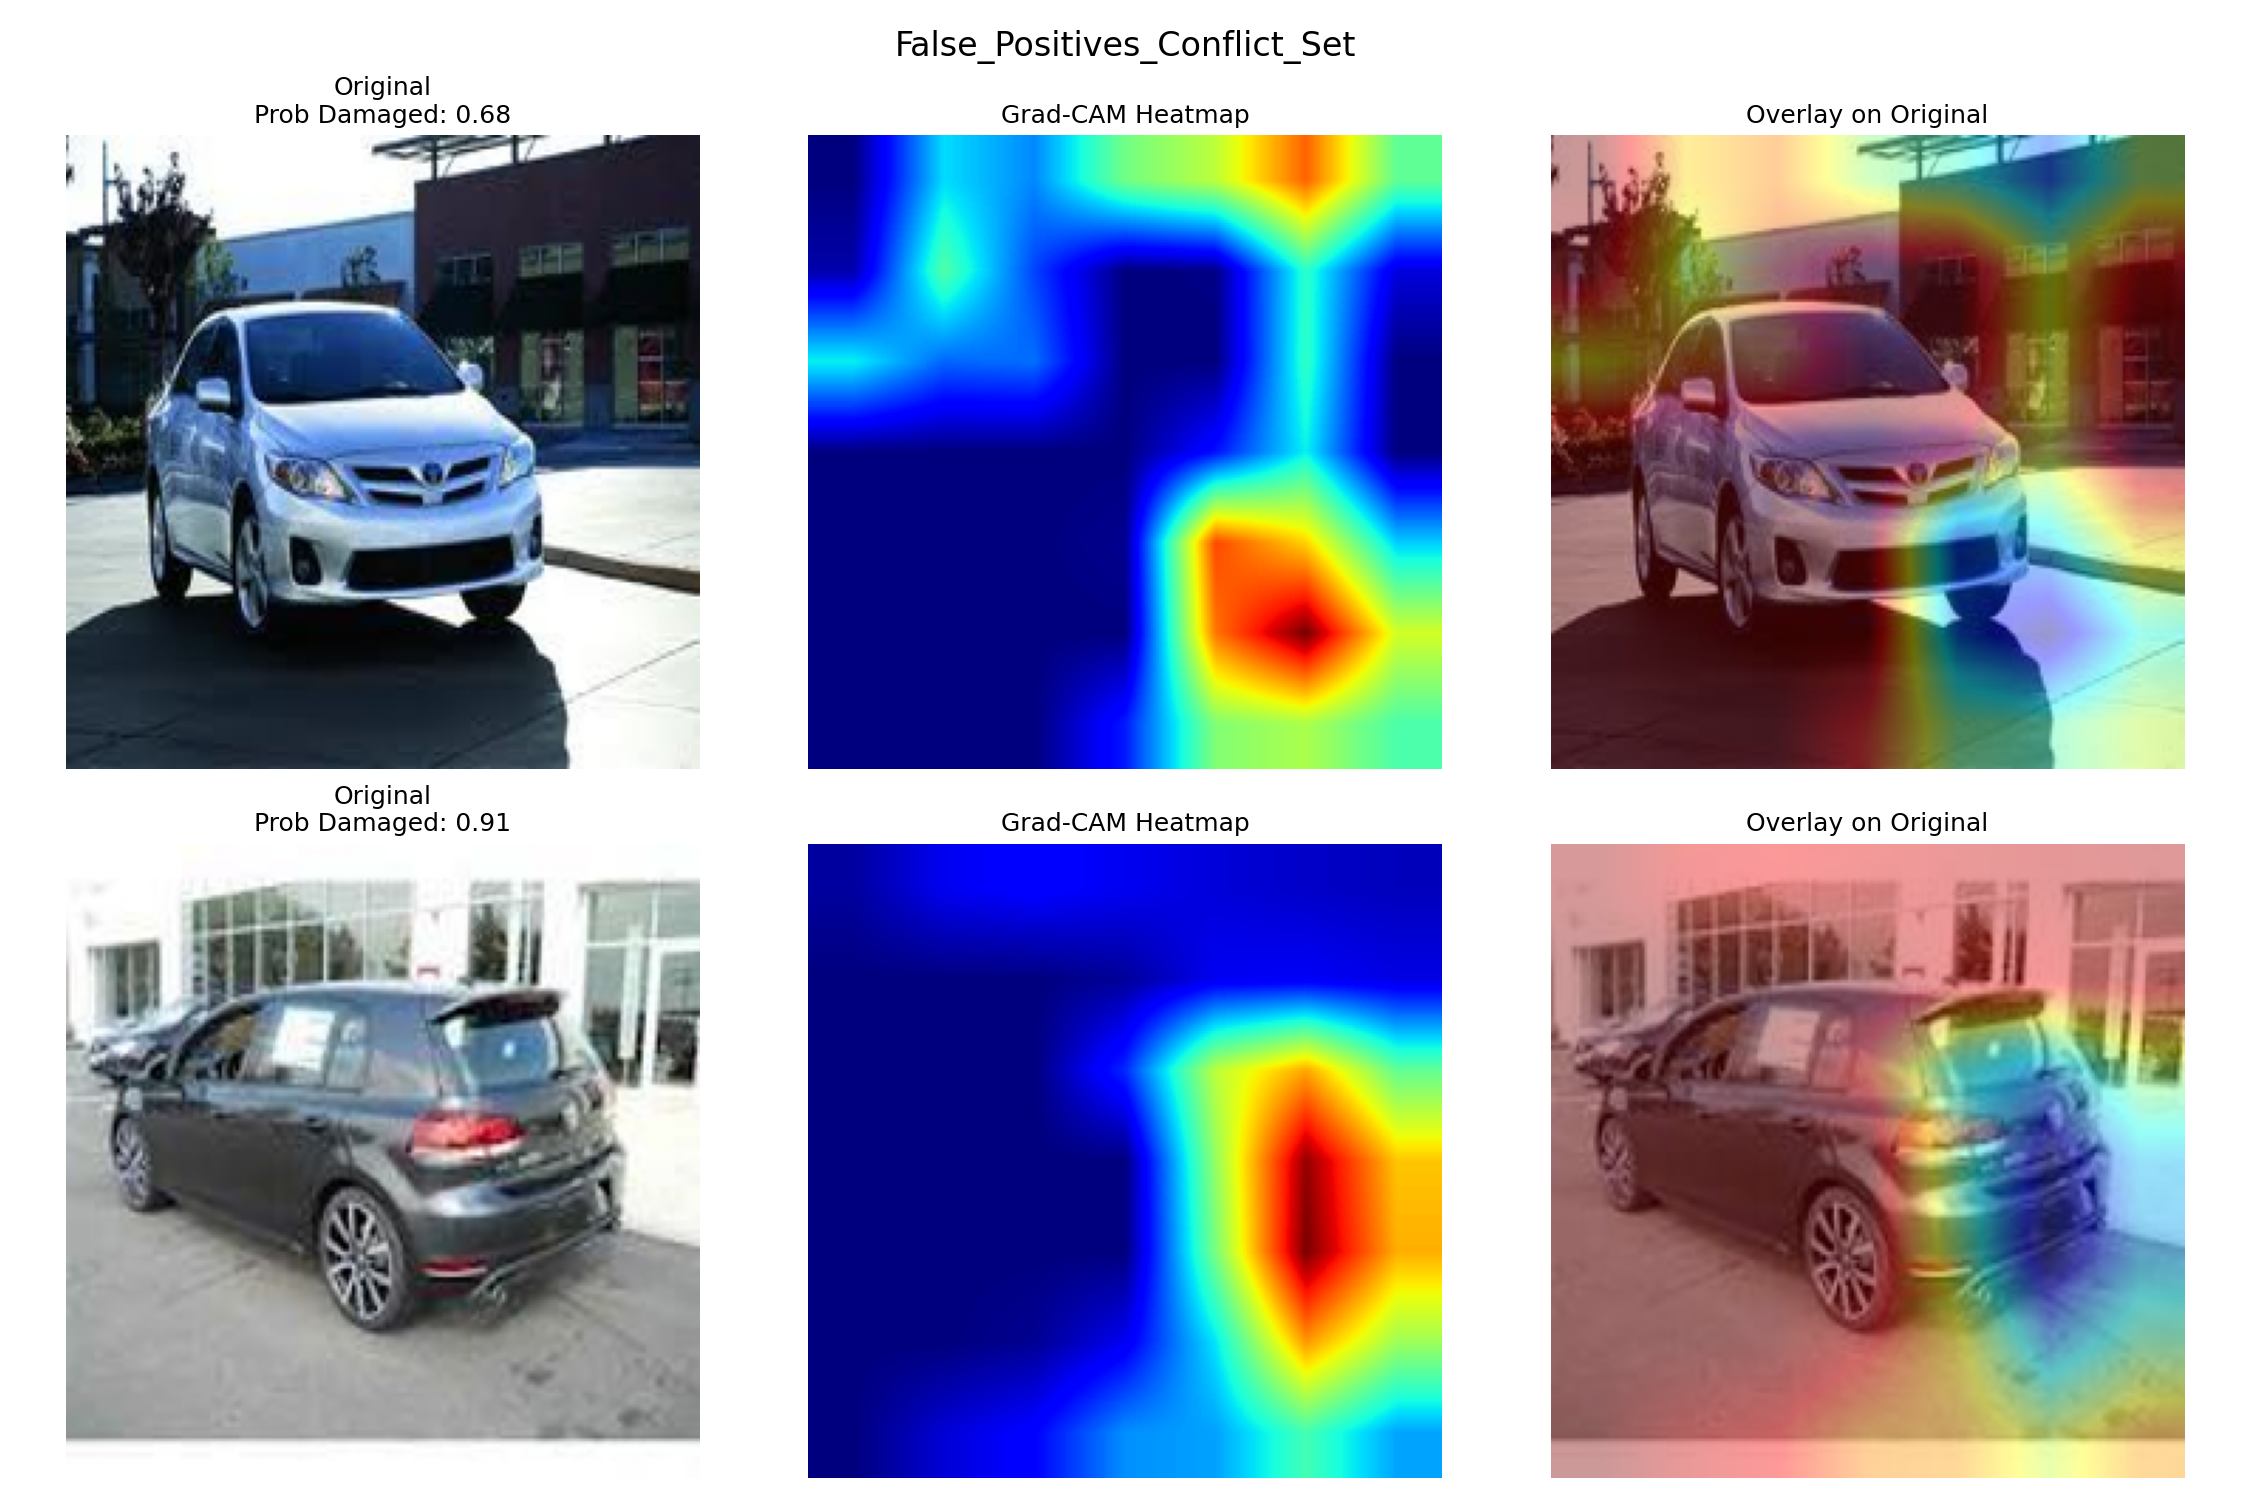 False_Positives_Conflict_Set
Original
Prob Damaged: 0.68
Grad-CAM Heatmap
Overlay on Original
Original
Prob Damaged: 0.91
Grad-CAM Heatmap
Overlay on Original